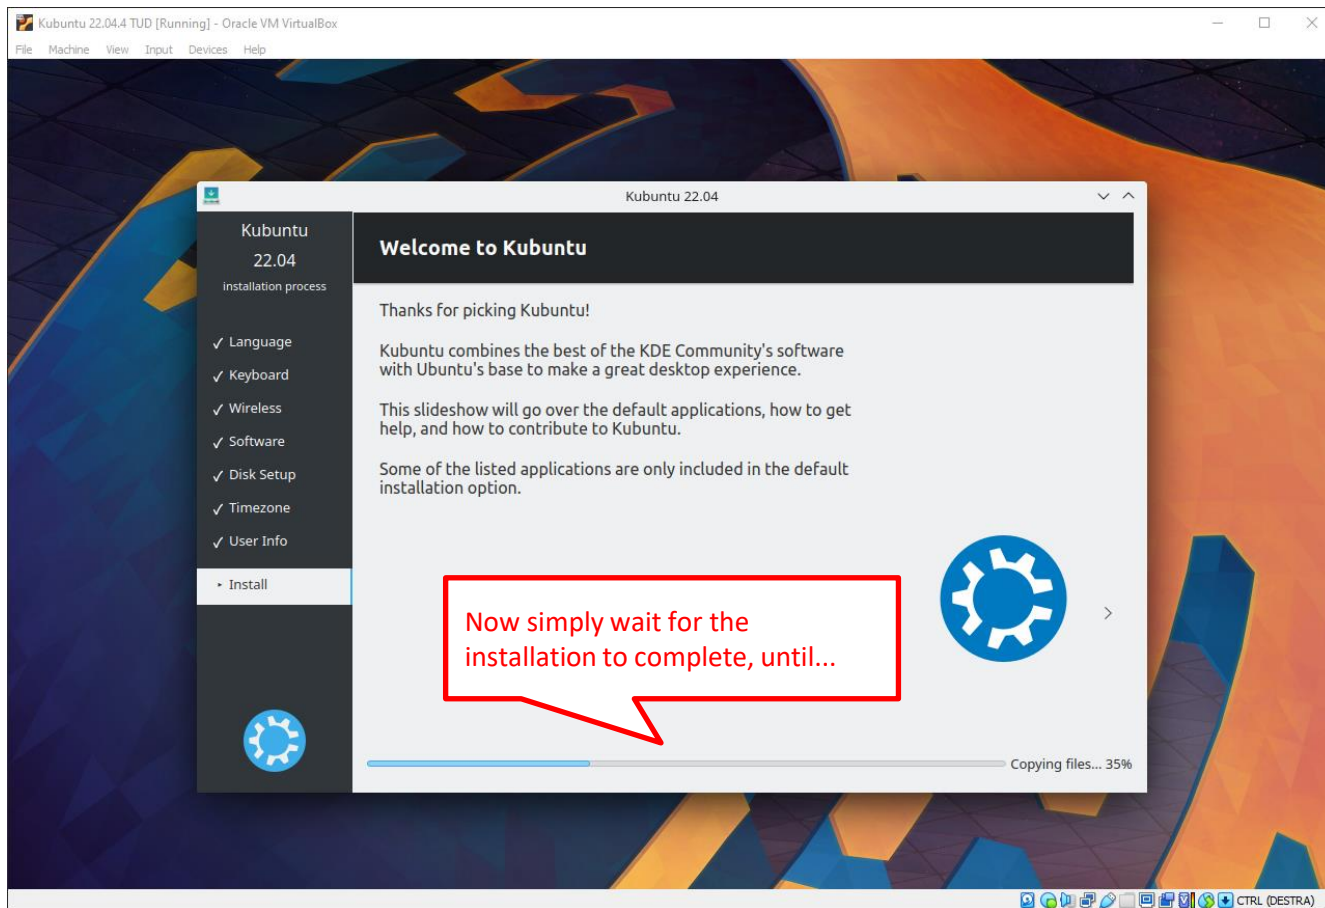 Kubuntu 22.04.4 TUD [Running] - Oracle VM VirtualBox
File Machine View Input Devices Help
Kubuntu 22.04
Kubuntu
22.04
installation process
✓ Language
✓ Keyboard
✓ Wireless
✓ Software
✓ Disk Setup
✓ Timezone
✓ User Info
‣ Install
Welcome to Kubuntu
Thanks for picking Kubuntu!
Kubuntu combines the best of the KDE Community's software
with Ubuntu's base to make a great desktop experience.
This slideshow will go over the default applications, how to get
help, and how to contribute to Kubuntu.
Some of the listed applications are only included in the default
installation option.
Now simply wait for the
installation to complete, until...
Copying files... 35%
CTRL (DESTRA)